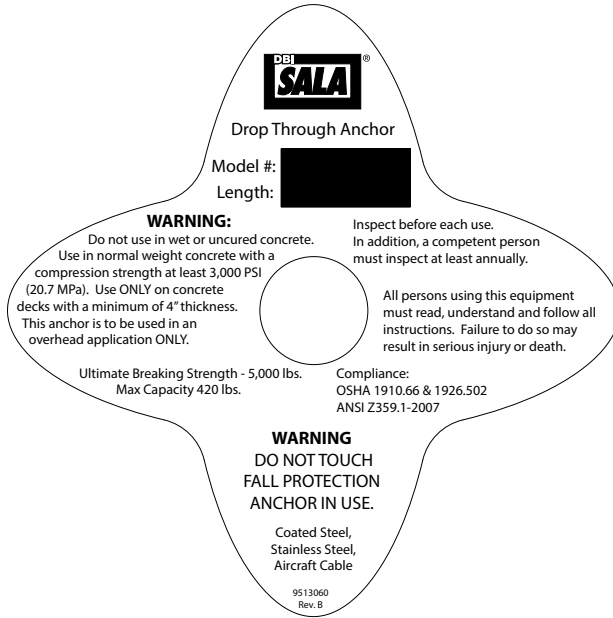 DBI
SALA®
Drop Through Anchor
Model #:
Length:
WARNING:
Do not use in wet or uncured concrete.
Use in normal weight concrete with a
compression strength at least 3,000 PSI
(20.7 MPa).  Use ONLY on concrete
decks with a minimum of 4” thickness.
This anchor is to be used in an
overhead application ONLY.
Inspect before each use.
In addition, a competent person
must inspect at least annually.
All persons using this equipment
must read, understand and follow all
instructions.  Failure to do so may
result in serious injury or death.
Ultimate Breaking Strength - 5,000 lbs.
Max Capacity 420 lbs.
Compliance:
OSHA 1910.66 & 1926.502
ANSI Z359.1-2007
WARNING
DO NOT TOUCH
FALL PROTECTION
ANCHOR IN USE.
Coated Steel,
Stainless Steel,
Aircraft Cable
9513060
Rev. B